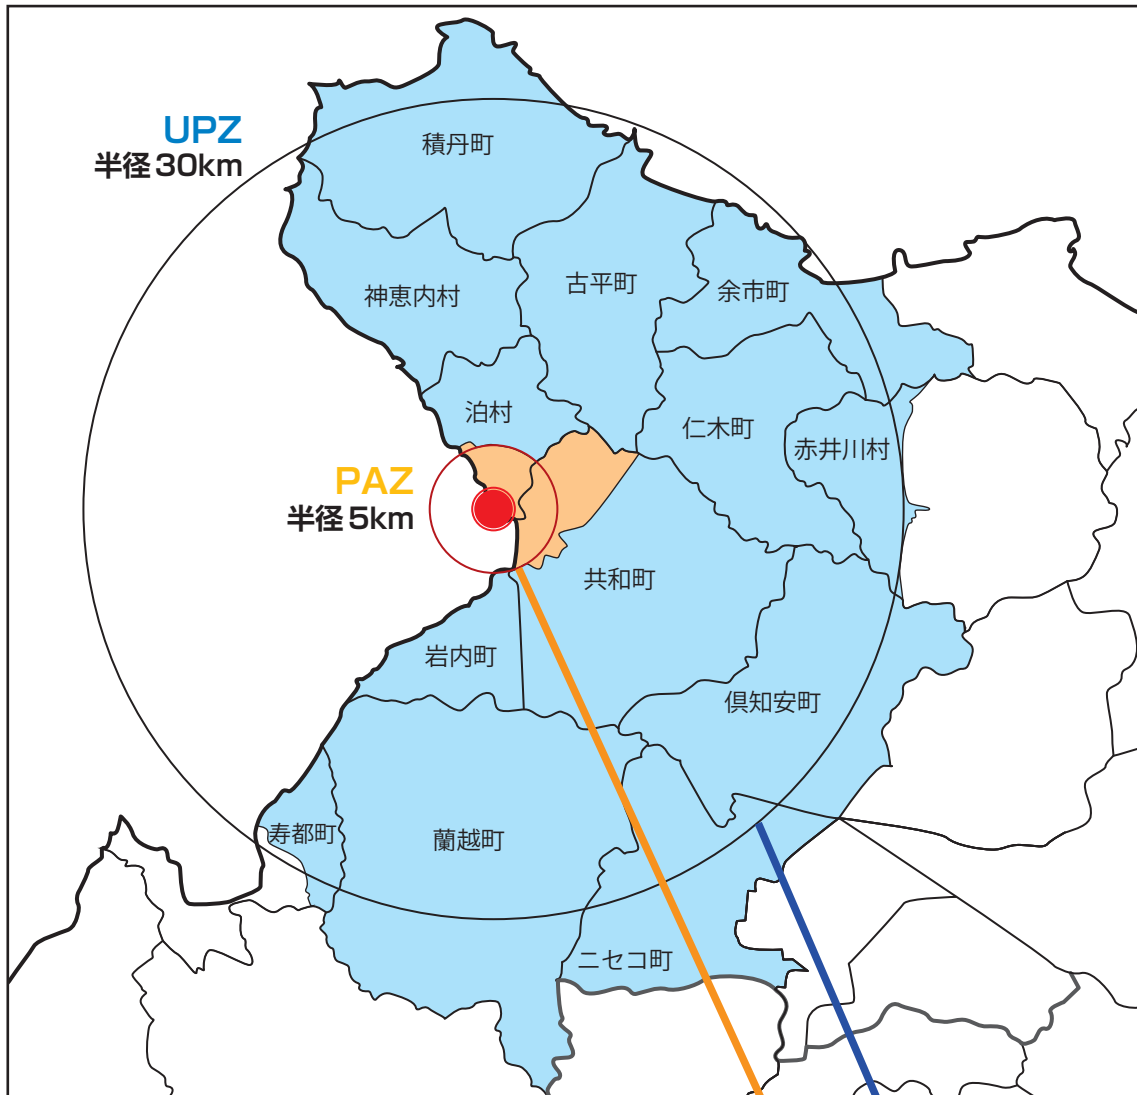 UPZ
半径30km
積丹町
古平町
余市町
神恵内村
泊村
仁木町
赤井川村
PAZ
半径5km
共和町
岩内町
倶知安町
寿都町
蘭越町
ニセコ町